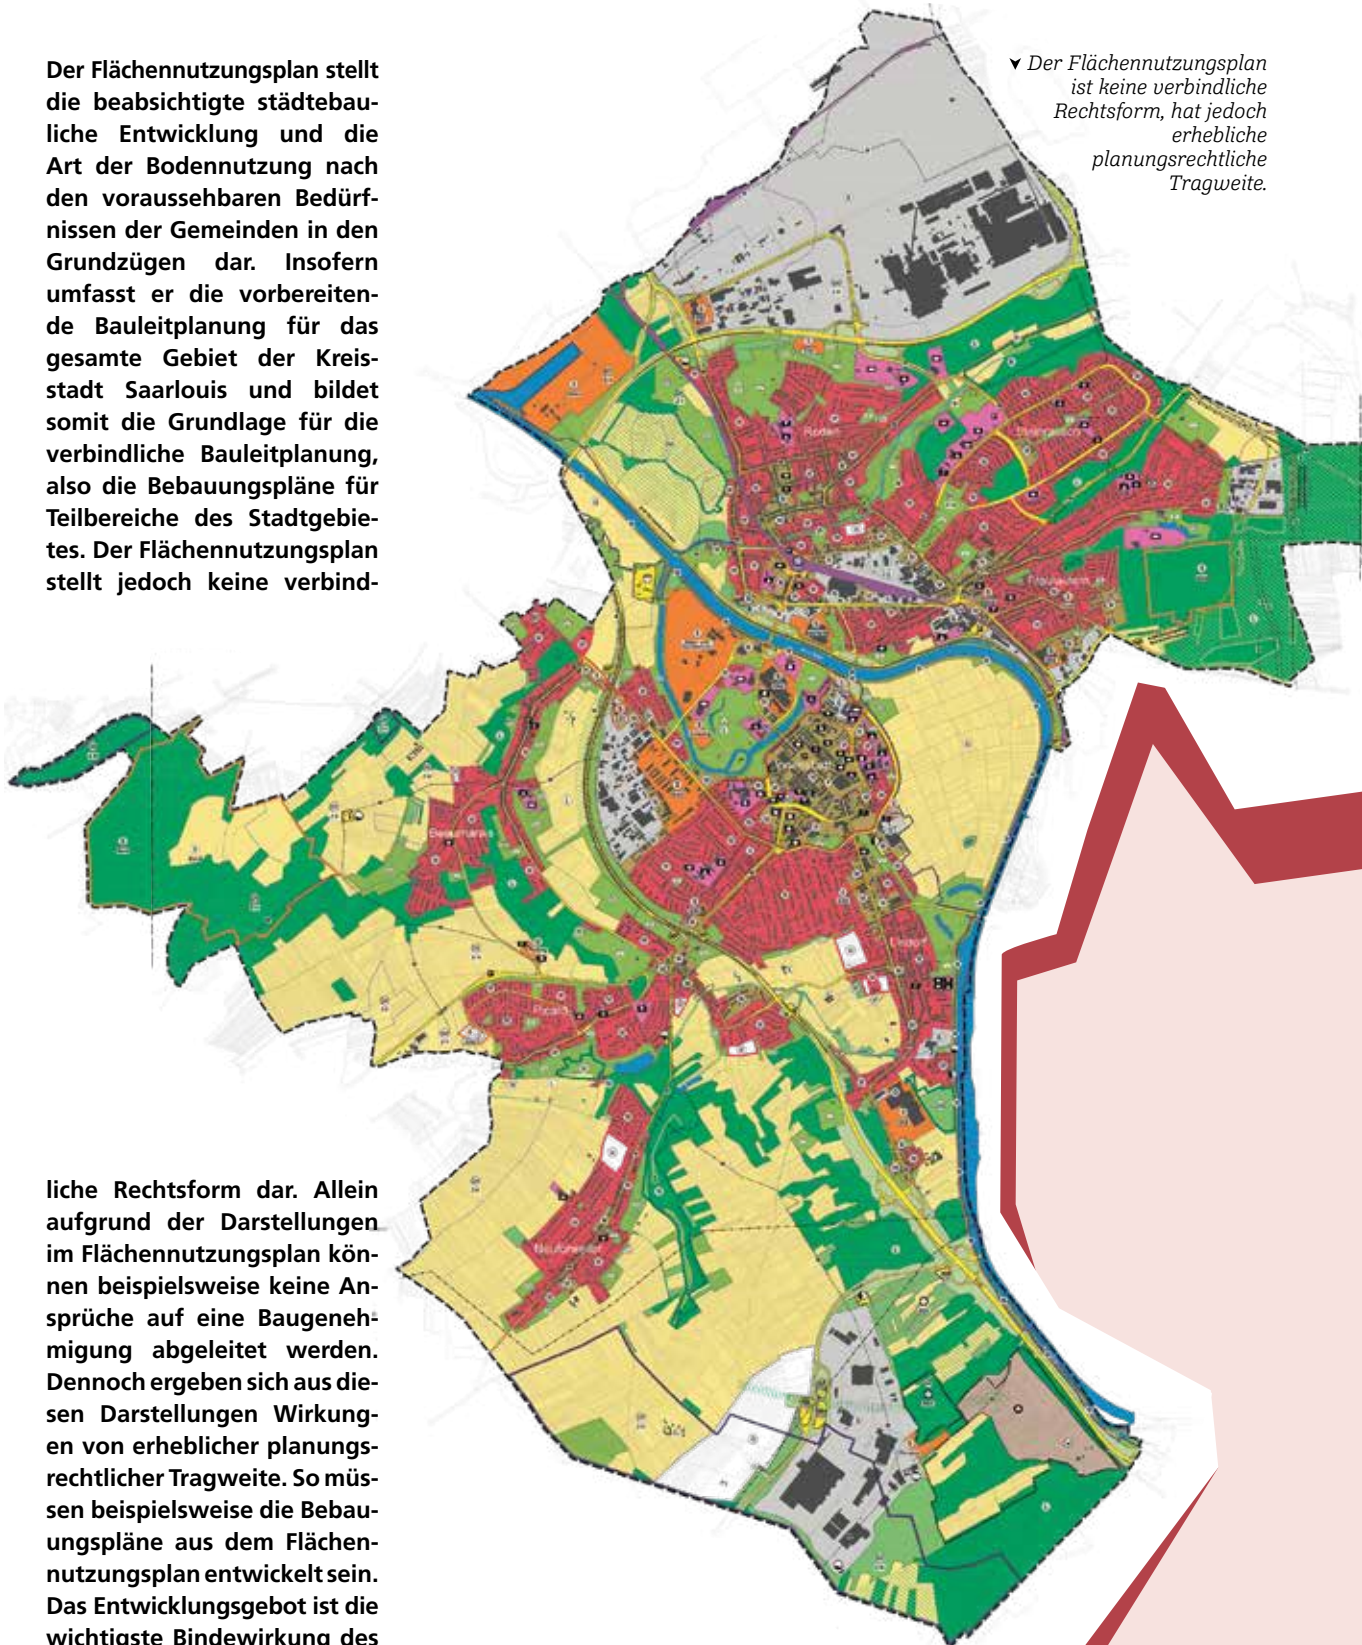 Der Flächennutzungsplan stellt
die beabsichtigte städtebau-
liche Entwicklung und die
Art der Bodennutzung nach
den voraussehbaren Bedürf-
nissen der Gemeinden in den
Grundzügen dar. Insofern
umfasst er die vorbereiten-
de Bauleitplanung für das
gesamte Gebiet der Kreis-
stadt Saarlouis und bildet
somit die Grundlage für die
verbindliche Bauleitplanung,
also die Bebauungspläne für
Teilbereiche des Stadtgebie-
tes. Der Flächennutzungsplan
stellt jedoch keine verbind-
liche Rechtsform dar. Allein
aufgrund der Darstellungen
im Flächennutzungsplan kön-
nen beispielsweise keine An-
sprüche auf eine Baugeneh-
migung abgeleitet werden.
Dennoch ergeben sich aus die-
sen Darstellungen Wirkung-
en von erheblicher planungs-
rechtlicher Tragweite. So müs-
sen beispielsweise die Bebau-
ungspläne aus dem Flächen-
nutzungsplan entwickelt sein.
Das Entwicklungsgebot ist die
wichtigste Bindewirkung des
Der Flächennutzungsplan
ist keine verbindliche
Rechtsform, hat jedoch
erhebliche
planungsrechtliche
Tragweite.
Roden
Fraulautern
Beaumarais
Picard
Lisdorf
Neuforweiler